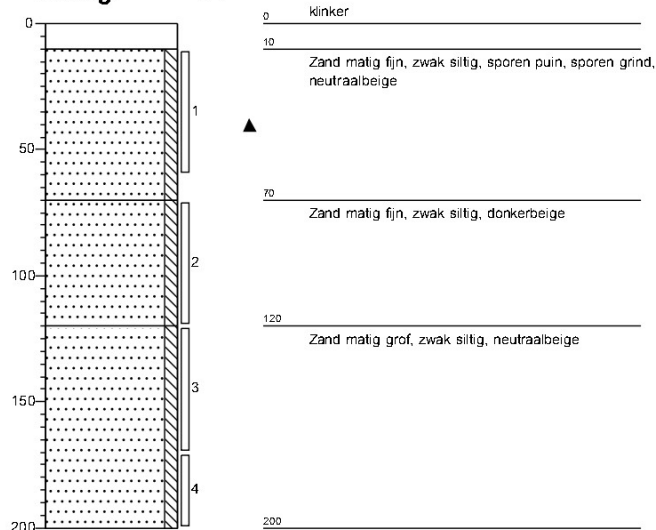 0
klinker
0
10
Zand matig fijn, zwak siltig, sporen puin, sporen grind,
neutraalbeige
1
50
70
Zand matig fijn, zwak siltig, donkerbeige
2
100
120
Zand matig grof, zwak siltig, neutraalbeige
3
150
4
200
200